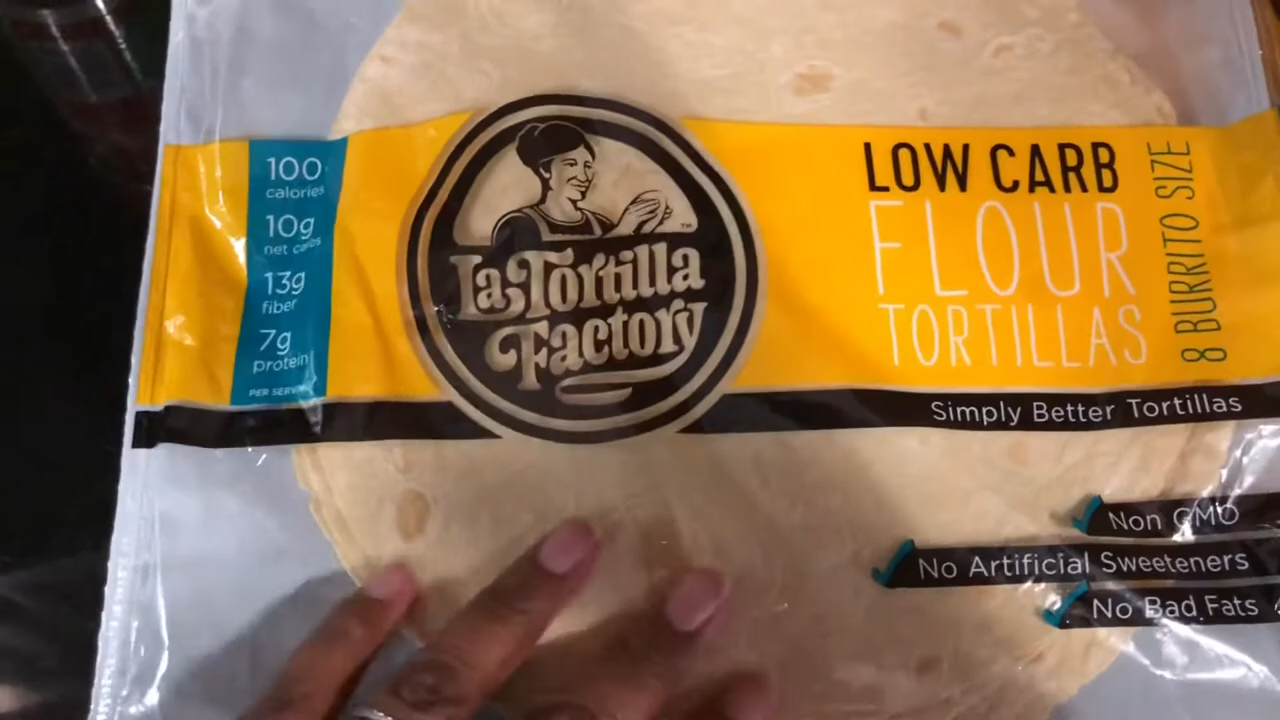 100
calories
10g
net carbs
13g
fiber
7g
protein
PER
La Tortilla
Factory
TM
LOW CARB
FLOUR
TORTILLAS
8 BURRITO SIZE
Simply Better Tortillas
Non GMO
No Artificial Sweeteners
No Bad Fats